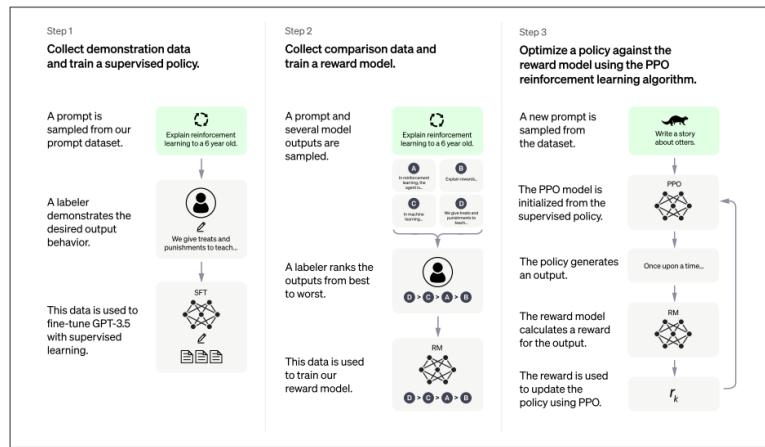 Step 1
Collect demonstration data
and train a supervised policy.
A prompt is
sampled from our
prompt dataset.
Explain reinforcement
learning to a 6 year old.
A labeler
demonstrates the
desired output
behavior.
We give treats and
punishments to teach...
This data is used to
fine-tune GPT-3.5
with supervised
learning.
SFT
Step 2
Collect comparison data and
train a reward model.
A prompt and
several model
outputs are
sampled.
Explain reinforcement
learning to a 6 year old.
A
In reinforcement
learning, the
agent is...
B
Explain rewards...
C
In machine
learning...
D
We give treats and
punishments to
teach...
A labeler ranks the
outputs from best
to worst.
D > C > A > B
This data is used
to train our
reward model.
RM
D > C > A > B
Step 3
Optimize a policy against the
reward model using the PPO
reinforcement learning algorithm.
A new prompt is
sampled from
the dataset.
Write a story
about otters.
The PPO model is
initialized from the
supervised policy.
PPO
The policy generates
an output.
Once upon a time...
The reward model
calculates a reward
for the output.
RM
The reward is used
to update the
policy using PPO.
rk